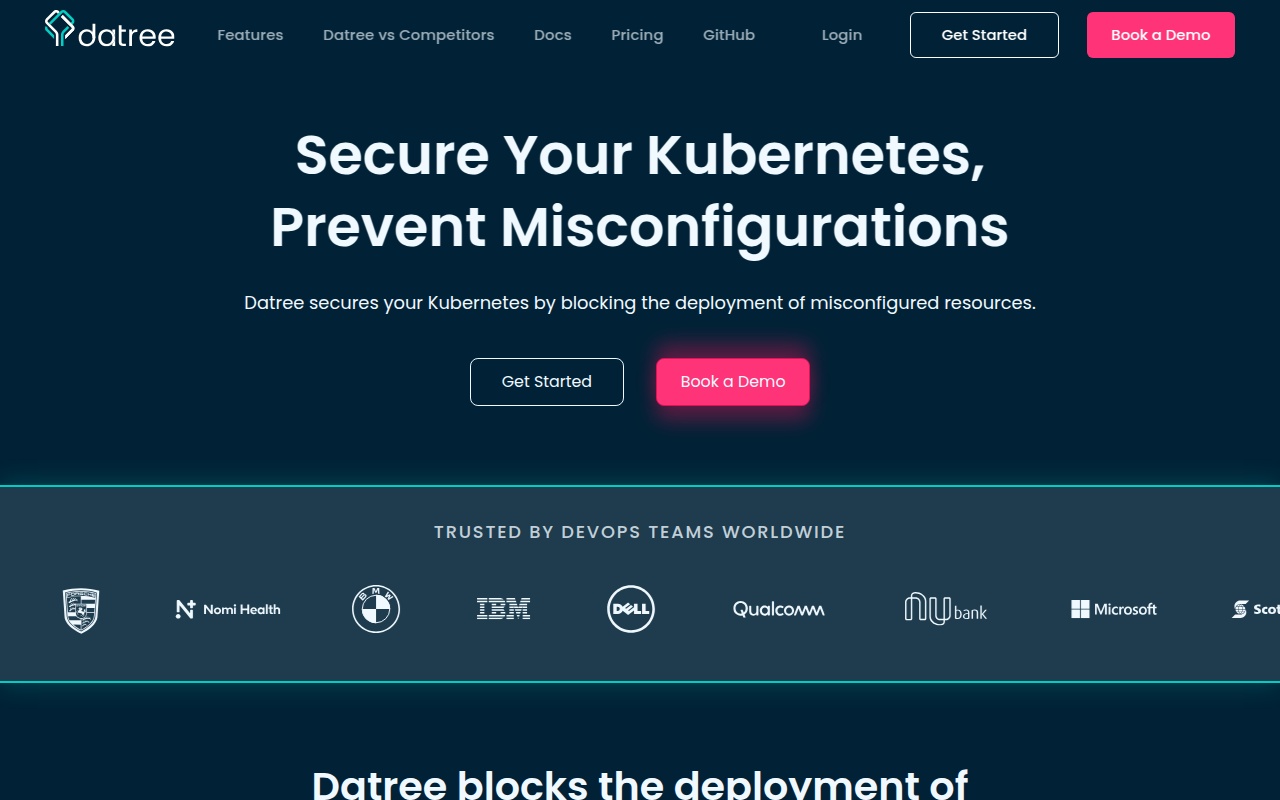 datree
Features
Datree vs Competitors
Docs
Pricing
GitHub
Login
Get Started
Book a Demo
Secure Your Kubernetes,
Prevent Misconfigurations
Datree secures your Kubernetes by blocking the deployment of misconfigured resources.
Get Started
Book a Demo
TRUSTED BY DEVOPS TEAMS WORLDWIDE
PORSCHE
Nomi Health
BMW
IBM
DELL
Qualcomm
nu bank
Microsoft
Scot
Datree blocks the deployment of